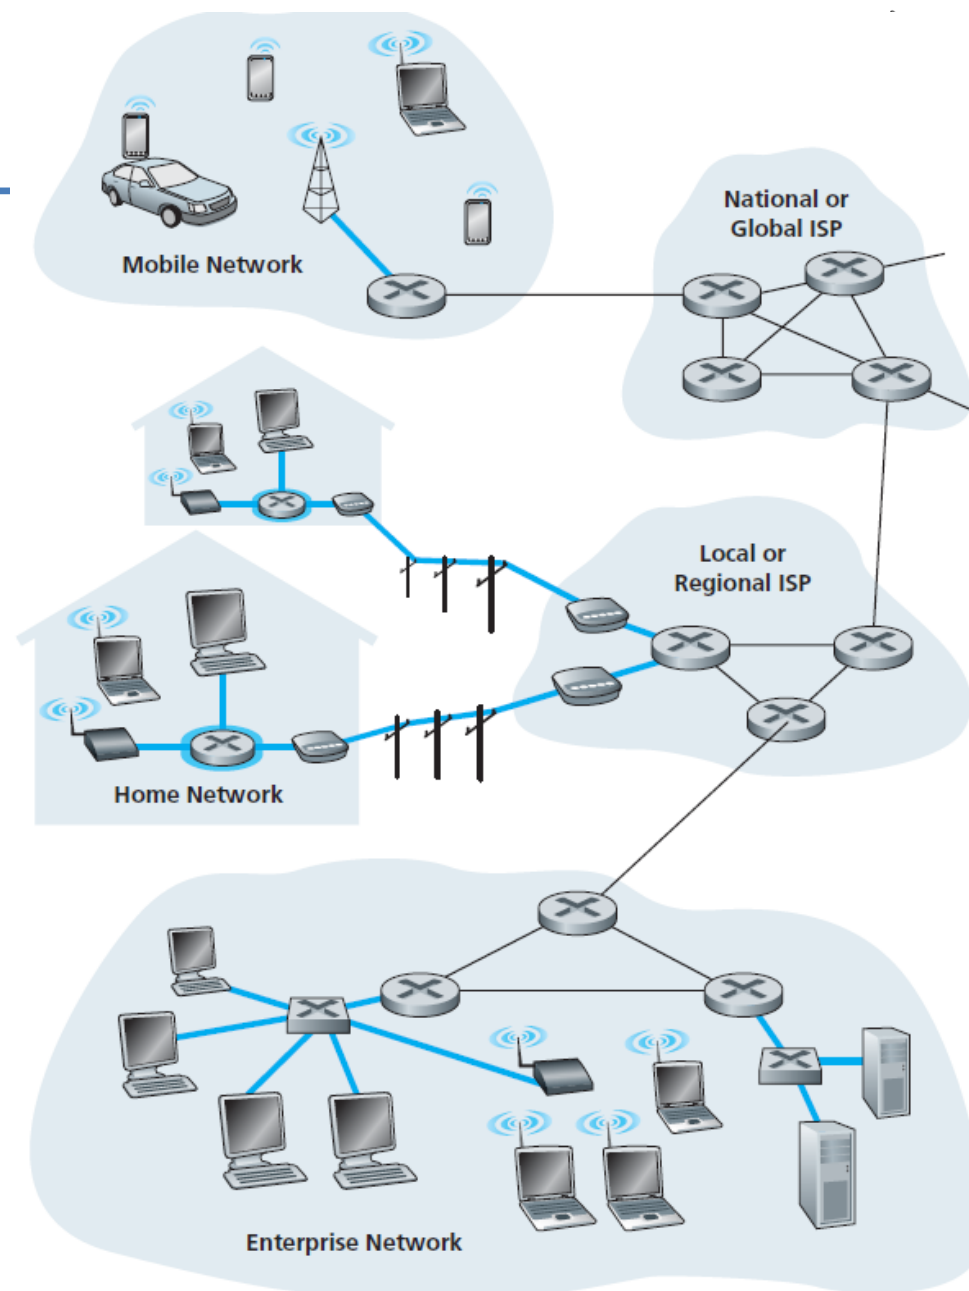 National or
Global ISP
Mobile Network
Local or
Regional ISP
Home Network
Enterprise Network